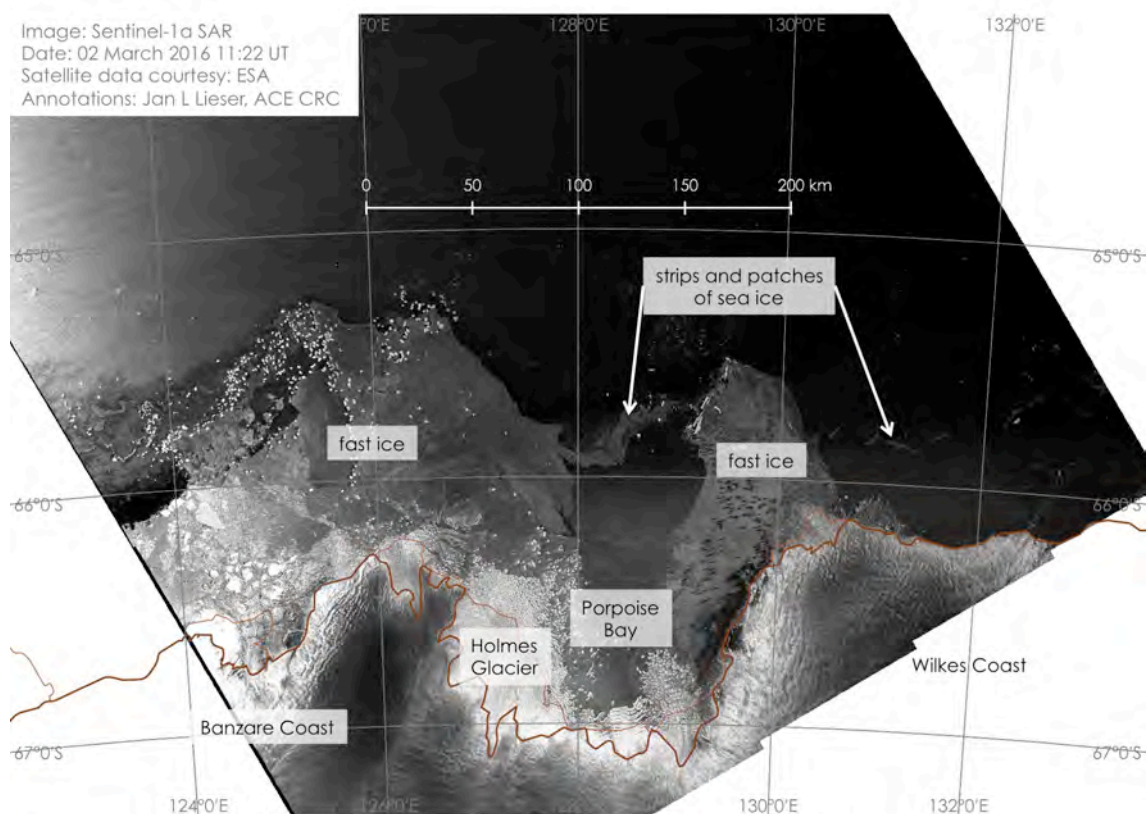 Image: Sentinel-1a SAR
Date: 02 March 2016 11:22 UT
Satellite data courtesy: ESA
Annotations: Jan L Lieser, ACE CRC
0'E
128°0'E
130°0'E
132°0'E
0
50
100
150
200 km
65°0'S
65°0'S
strips and patches
of sea ice
fast ice
fast ice
66°0'S
66°0'S
Porpoise
Bay
Holmes
Glacier
Wilkes Coast
Banzare Coast
67°0'S
67°0'S
124°0'E
126°0'E
128°0'E
130°0'E
132°0'E